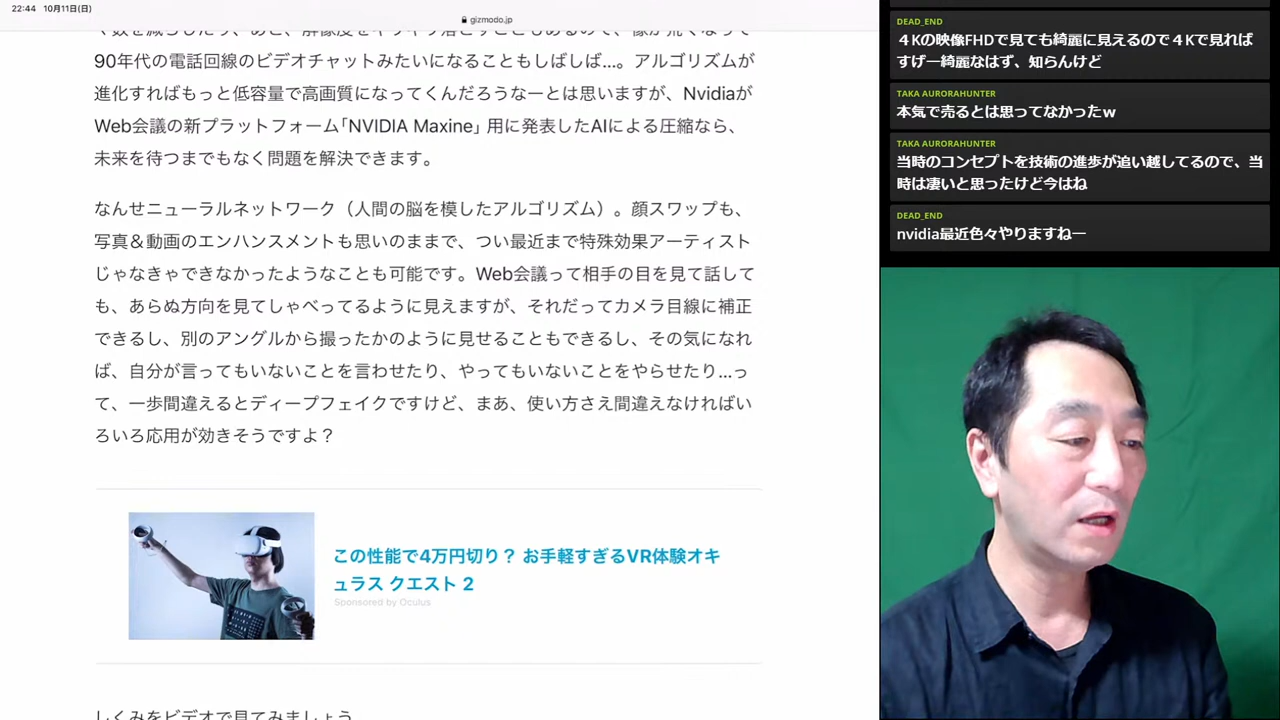 22:44 10月11日(日)
gizmodo.jp
90年代の電話回線のビデオチャットみたいになることもしばしば…。アルゴリズムが
進化すればもっと低容量で高画質になってくんだろうなーとは思いますが、Nvidiaが
Web会議の新プラットフォーム「NVIDIA Maxine」用に発表したAIによる圧縮なら、
未来を待つまでもなく問題を解決できます。
なんせニューラルネットワーク（人間の脳を模したアルゴリズム）。顔スワップも、
写真＆動画のエンハンスメントも思いのままで、つい最近まで特殊効果アーティスト
じゃなきゃできなかったようなことも可能です。Web会議って相手の目を見て話して
も、あらぬ方向を見てしゃべってるように見えますが、それだってカメラ目線に補正
できるし、別のアングルから撮ったかのように見せることもできるし、その気になれ
ば、自分が言ってもいないことを言わせたり、やってもいないことをやらせたり…っ
て、一歩間違えるとディープフェイクですけど、まあ、使い方さえ間違えなければい
ろいろ応用が効きそうですよ？
この性能で4万円切り？ お手軽すぎるVR体験オキ
ュラス クエスト 2
Sponsored by Oculus
しくみをビデオで見てみましょう
DEAD_END
４Kの映像FHDで見ても綺麗に見えるので４Kで見れば
すげー綺麗なはず、知らんけど
TAKA AURORAHUNTER
本気で売るとは思ってなかったｗ
TAKA AURORAHUNTER
当時のコンセプトを技術の進歩が追い越してるので、当
時は凄いと思ったけど今はね
DEAD_END
nvidia最近色々やりますねー